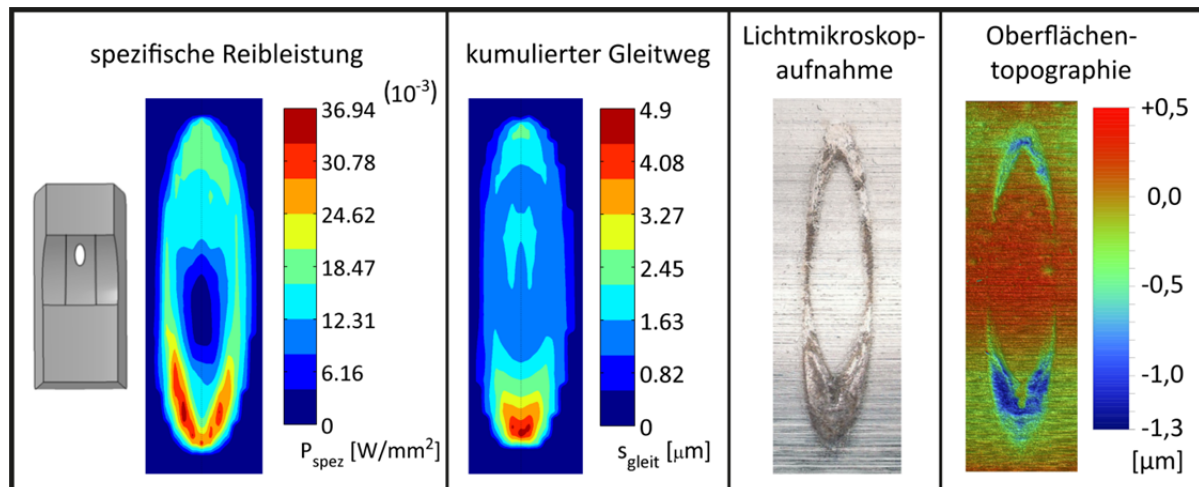 spezifische Reibleistung
(10-3)
36.94
30.78
24.62
18.47
12.31
6.16
0
Pspez [W/mm2]
kumulierter Gleitweg
4.9
4.08
3.27
2.45
1.63
0.82
0
sgleit [µm]
Lichtmikroskop-
aufnahme
Oberflächen-
topographie
+0,5
0,0
-0,5
-1,0
-1,3
[µm]